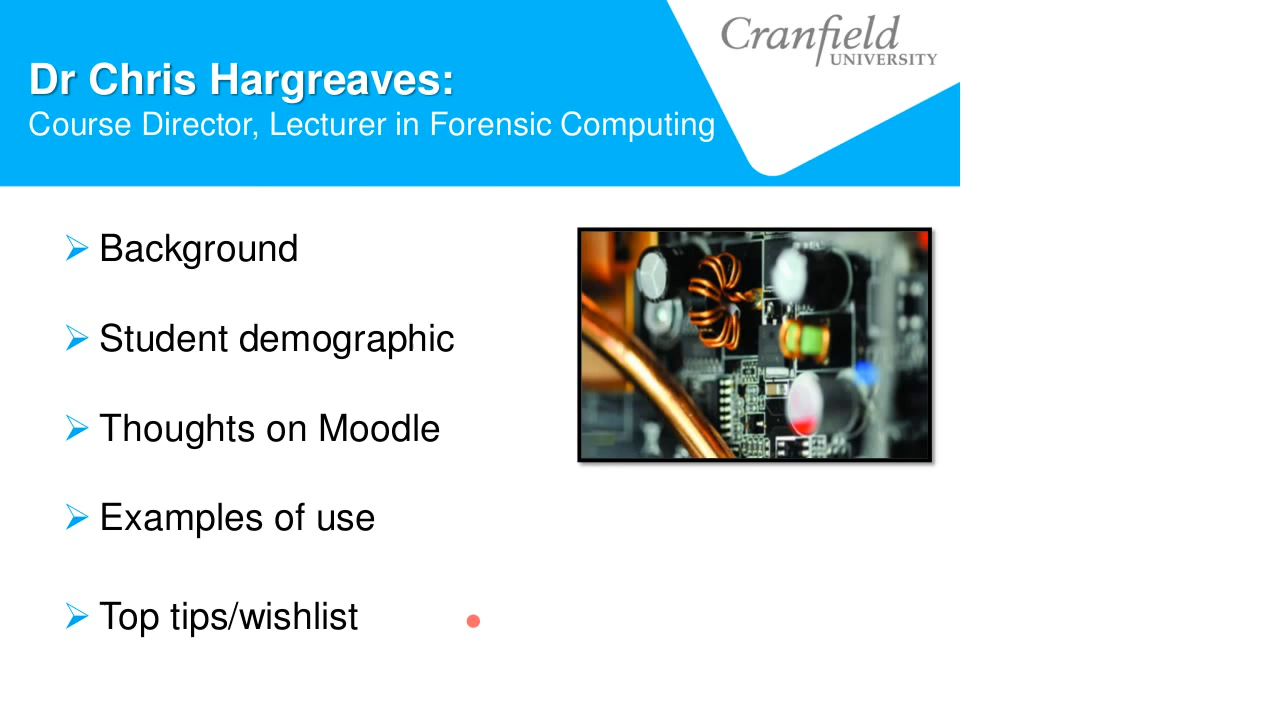 Cranfield
UNIVERSITY
Dr Chris Hargreaves:
Course Director, Lecturer in Forensic Computing
Background
Student demographic
Thoughts on Moodle
Examples of use
Top tips/wishlist